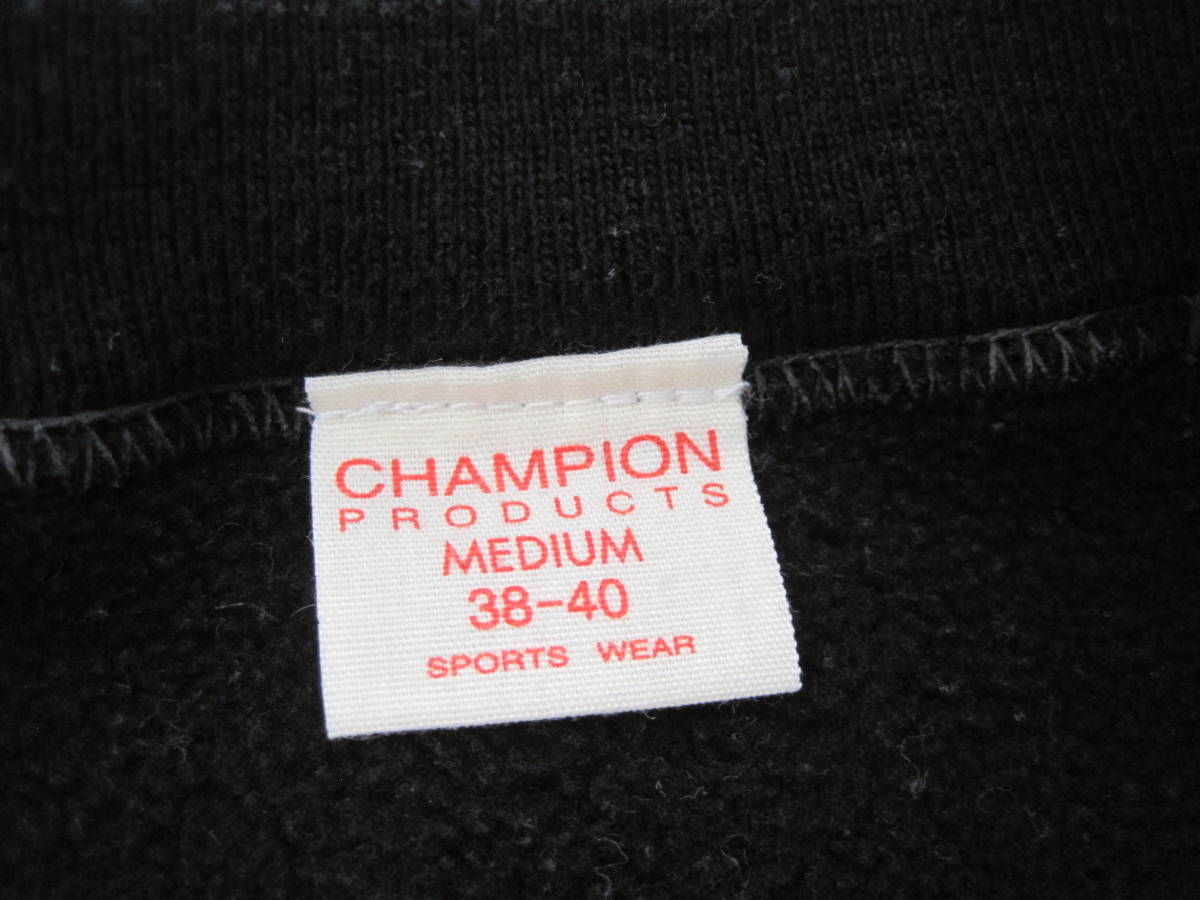 CHAMPION
PRODUCTS
MEDIUM
38-40
SPORTS WEAR